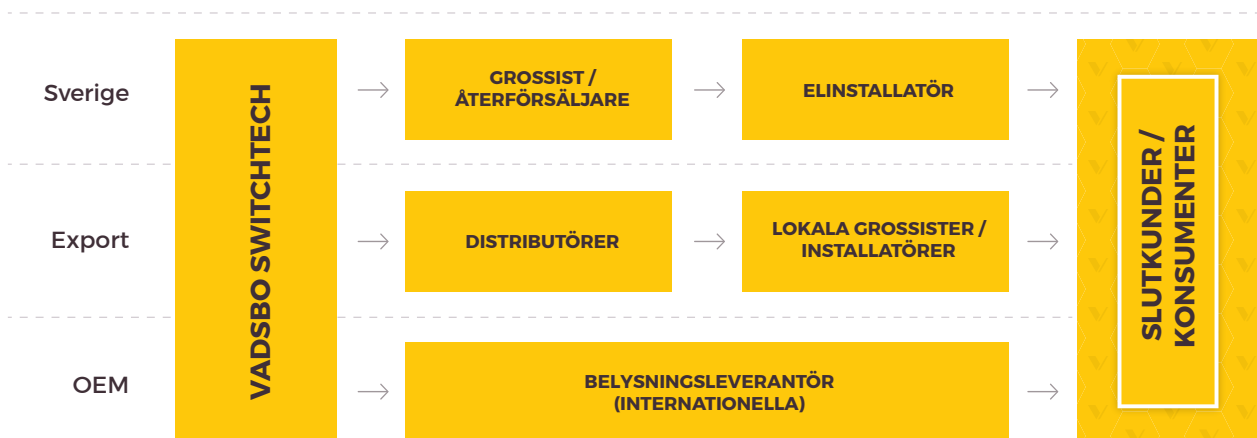 Sverige
VADSBO SWITCHTECH
GROSSIST /
ÅTERFÖRSÄLJARE
ELINSTALLATÖR
SLUTKUNDER /
KONSUMENTER
Export
DISTRIBUTÖRER
LOKALA GROSSISTER /
INSTALLATÖRER
OEM
BELYSNINGSLEVERANTÖR
(INTERNATIONELLA)